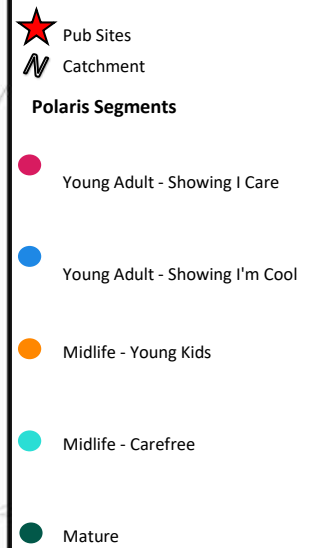 Pub Sites
Catchment
Polaris Segments
Young Adult - Showing I Care
Young Adult - Showing I'm Cool
Midlife - Young Kids
Midlife - Carefree
Mature